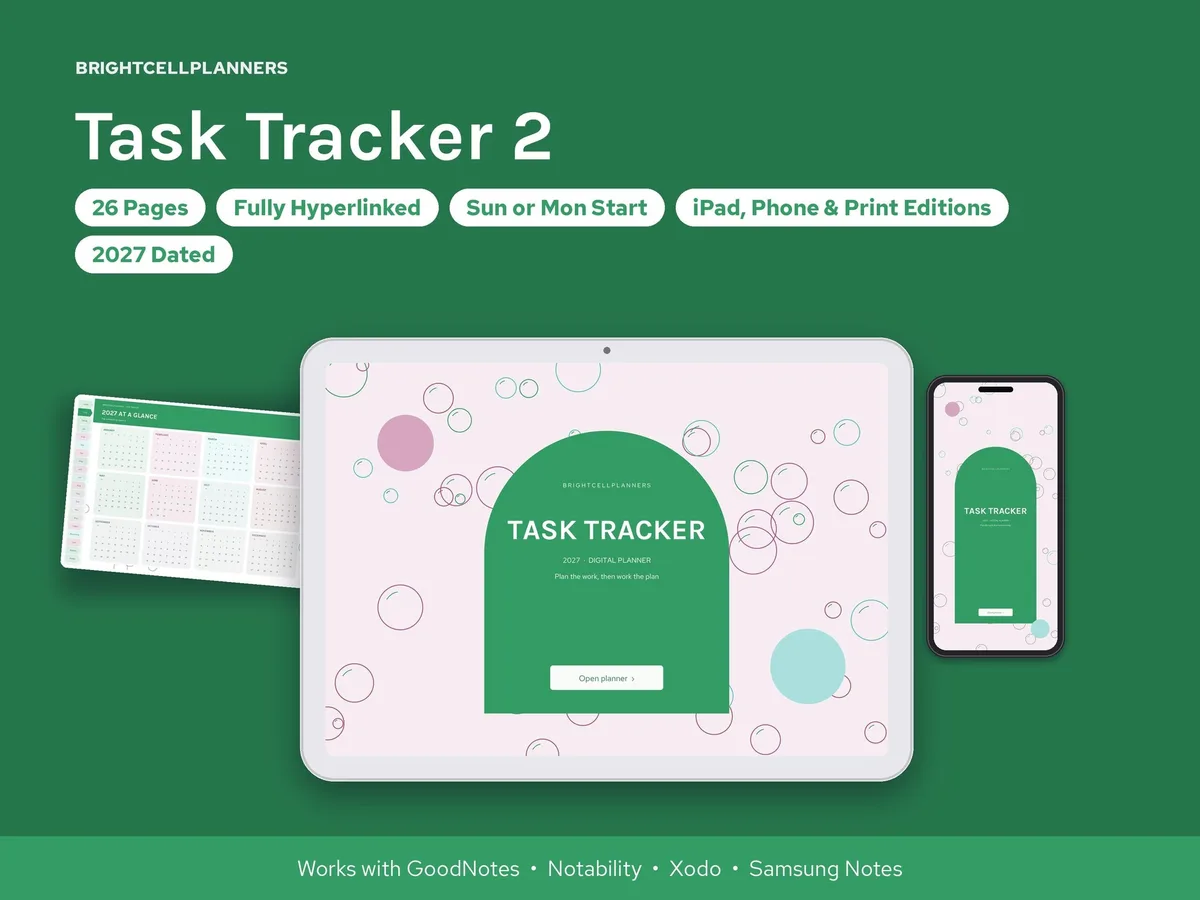 BRIGHTCELLPLANNERS
Task Tracker 2
26 Pages
Fully Hyperlinked
Sun or Mon Start
iPad, Phone & Print Editions
2027 Dated
2027 AT A GLANCE
BRIGHTCELLPLANNERS
TASK TRACKER
2027 · DIGITAL PLANNER
Plan the work, then work the plan
Open planner ›
TASK TRACKER
Works with GoodNotes • Notability • Xodo • Samsung Notes